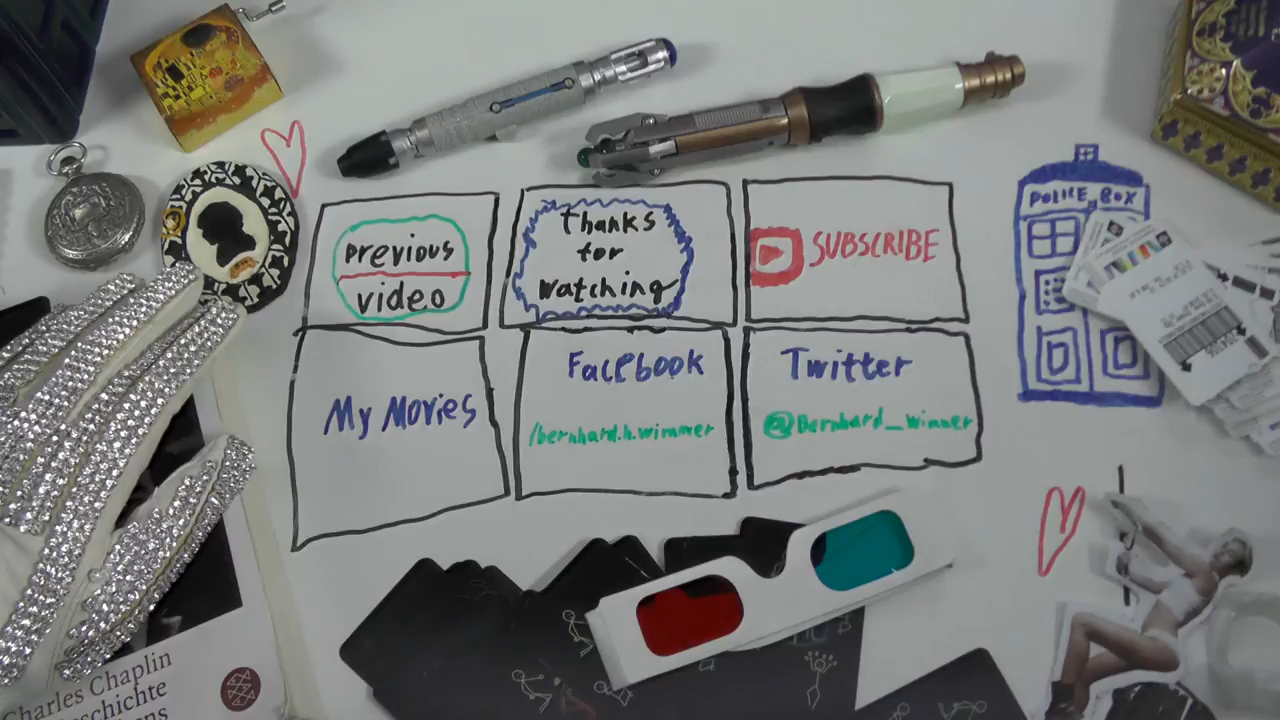 POLICE BOX
previous
video
thanks
for
watching
SUBSCRIBE
My Movies
Facebook
/bernhard.h.wimmer
Twitter
@Bernhard_Wimmer
Charles Chaplin